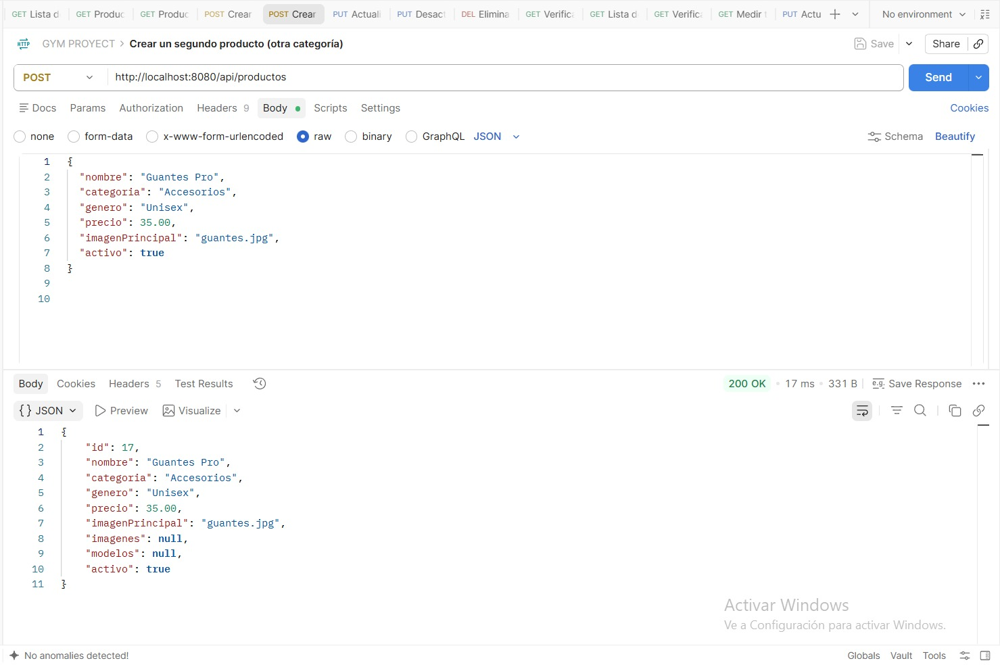 GET Lista d GET Produc GET Produc POST Crear POST Crear PUT Actuali PUT Desact DEL Elimina GET Verifica GET Lista d GET Verifica GET Medir t PUT Actu No environment
HTTP GYM PROYECT > Crear un segundo producto (otra categoría) Save Share
POST http://localhost:8080/api/productos Send
Docs Params Authorization Headers 9 Body Scripts Settings Cookies
none form-data x-www-form-urlencoded raw binary GraphQL JSON Schema Beautify
1 {
2 "nombre": "Guantes Pro",
3 "categoria": "Accesorios",
4 "genero": "Unisex",
5 "precio": 35.00,
6 "imagenPrincipal": "guantes.jpg",
7 "activo": true
8 }
9
10
Body Cookies Headers 5 Test Results 200 OK • 17 ms • 331 B e.g. Save Response
{} JSON Preview Visualize
1 {
2 "id": 17,
3 "nombre": "Guantes Pro",
4 "categoria": "Accesorios",
5 "genero": "Unisex",
6 "precio": 35.00,
7 "imagenPrincipal": "guantes.jpg",
8 "imagenes": null,
9 "modelos": null,
10 "activo": true
11 }
Activar Windows
Ve a Configuración para activar Windows.
No anomalies detected! Globals Vault Tools